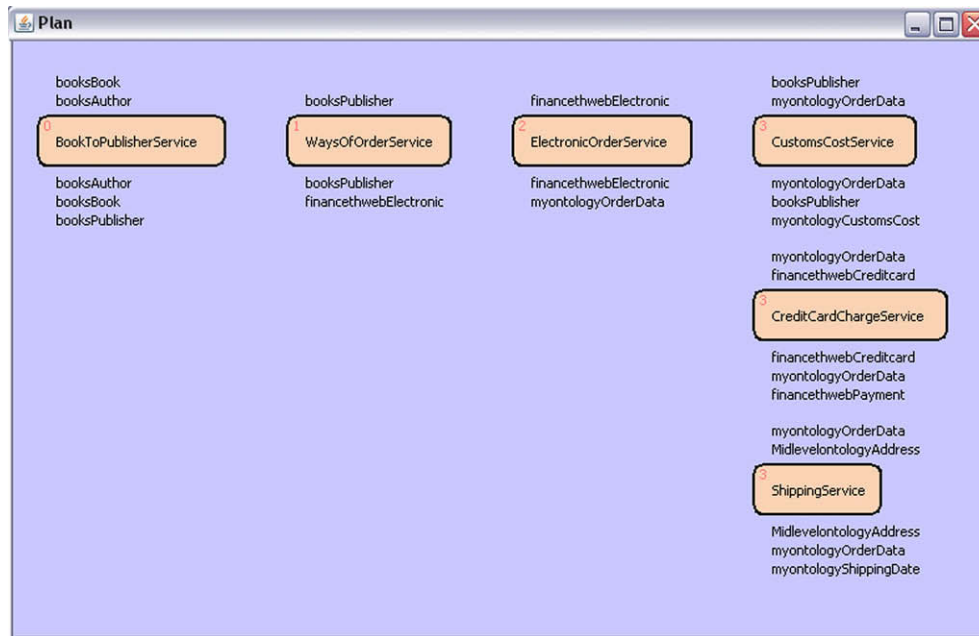 Plan
booksBook
booksAuthor
0
BookToPublisherService
booksAuthor
booksBook
booksPublisher
booksPublisher
1
WaysOfOrderService
booksPublisher
financethwebElectronic
financethwebElectronic
2
ElectronicOrderService
financethwebElectronic
myontologyOrderData
booksPublisher
myontologyOrderData
3
CustomsCostService
myontologyOrderData
booksPublisher
myontologyCustomsCost
myontologyOrderData
financethwebCreditcard
3
CreditCardChargeService
financethwebCreditcard
myontologyOrderData
financethwebPayment
myontologyOrderData
MidlevelontologyAddress
3
ShippingService
MidlevelontologyAddress
myontologyOrderData
myontologyShippingDate